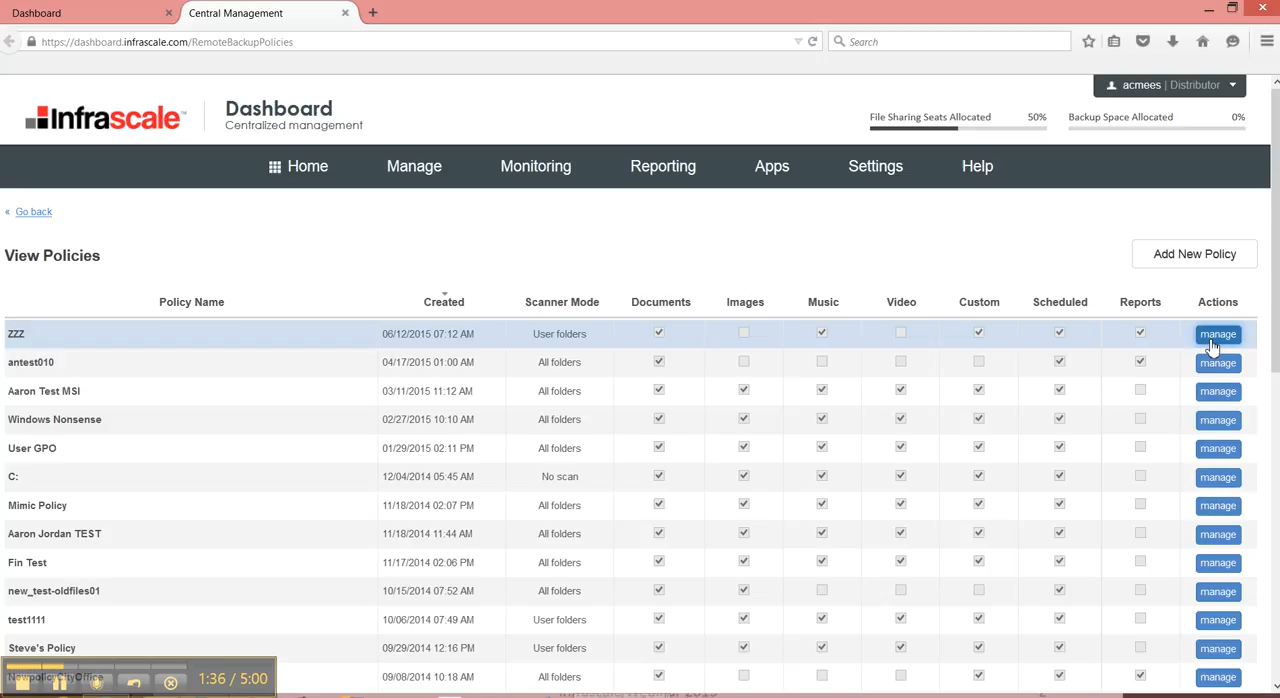 Dashboard
Central Management
https://dashboard.infrascale.com/RemoteBackupPolicies
Search
acmees | Distributor
Infrascale™
Dashboard
Centralized management
File Sharing Seats Allocated 50%
Backup Space Allocated 0%
Home Manage Monitoring Reporting Apps Settings Help
« Go back
View Policies
Add New Policy
Policy Name Created Scanner Mode Documents Images Music Video Custom Scheduled Reports Actions
ZZZ 06/12/2015 07:12 AM User folders manage
antest010 04/17/2015 01:00 AM All folders manage
Aaron Test MSI 03/11/2015 11:12 AM All folders manage
Windows Nonsense 02/27/2015 10:10 AM All folders manage
User GPO 01/29/2015 02:11 PM All folders manage
C: 12/04/2014 05:45 AM No scan manage
Mimic Policy 11/18/2014 02:07 PM All folders manage
Aaron Jordan TEST 11/18/2014 11:44 AM All folders manage
Fin Test 11/17/2014 02:06 PM All folders manage
new_test-oldfiles01 10/15/2014 07:52 AM All folders manage
test1111 10/06/2014 07:49 AM User folders manage
Steve's Policy 09/29/2014 12:16 PM User folders manage
09/08/2014 10:18 AM All folders manage
1:36 / 5:00